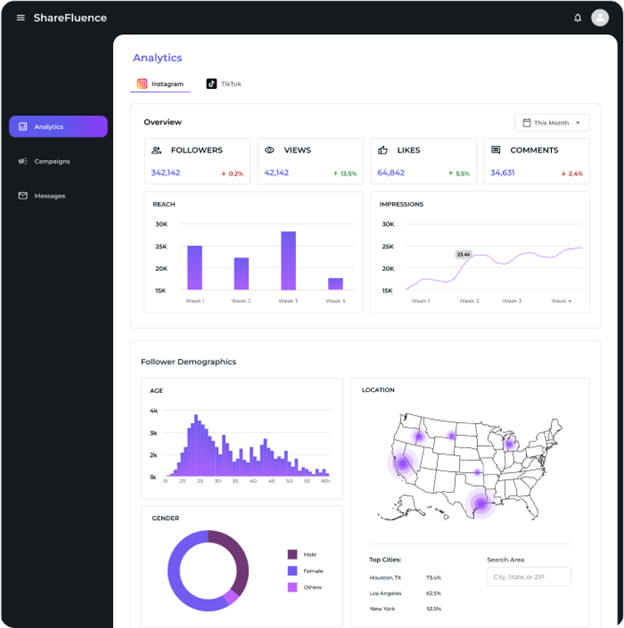 ShareFluence
Analytics
Campaigns
Messages
Analytics
Instagram
TikTok
Overview
This Month
FOLLOWERS
342,142
0.2%
VIEWS
42,142
13.5%
LIKES
64,842
5.5%
COMMENTS
34,631
2.4%
REACH
30K
25K
20K
15K
Week 1
Week 2
Week 3
Week 4
IMPRESSIONS
30K
25K
20K
15K
23.4k
Week 1
Week 2
Week 3
Week 4
Follower Demographics
AGE
4k
3k
2k
1k
15
20
25
30
35
40
45
50
55
60+
GENDER
Male
Female
Others
LOCATION
Top Cities:
Houston, TX 73.4%
Los Angeles 62.5%
New York 53.5%
Search Area
City, State, or ZIP